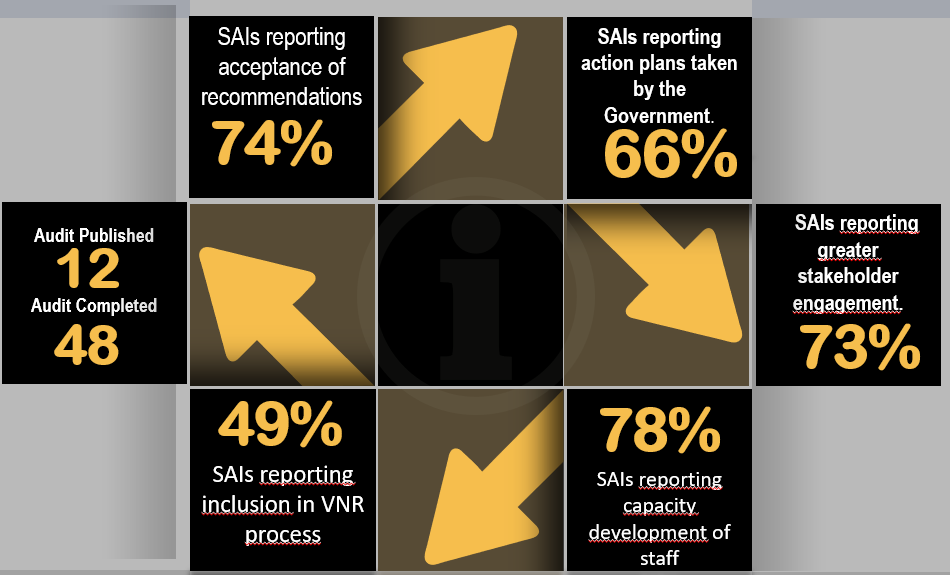 SAIs reporting
acceptance of
recommendations
74%
SAIs reporting
action plans taken
by the
Government.
66%
Audit Published
12
Audit Completed
48
SAIs reporting
greater
stakeholder
engagement.
73%
49%
SAIs reporting
inclusion in VNR
process
78%
SAIs reporting
capacity
development of
staff